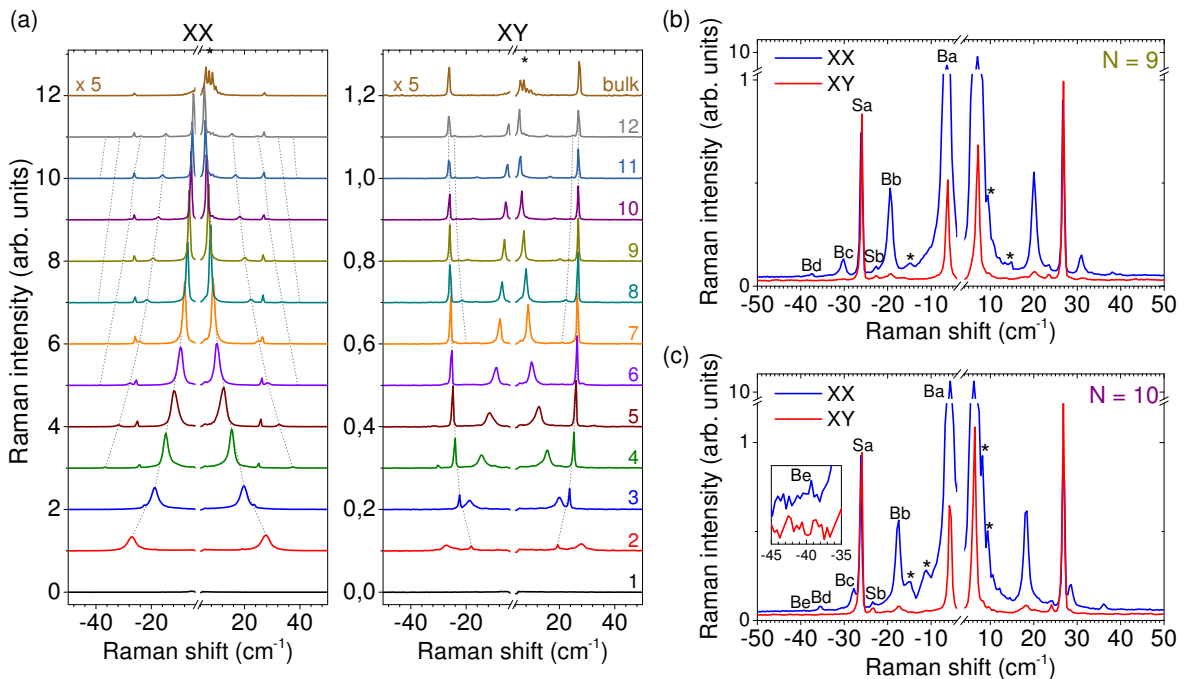 (a)
XX
XY
*
*
x 5
x 5
bulk
12
11
10
9
8
7
6
5
4
3
2
1
12
10
8
6
4
2
0
1,2
1,0
0,8
0,6
0,4
0,2
0,0
Raman intensity (arb. units)
-40 -20 20 40
-40 -20 20 40
Raman shift (cm-1)
Raman shift (cm-1)
(b)
10
1
0
XX
XY
N = 9
Ba
Sa
Bb
Bc
Bd
Sb
*
*
*
Raman intensity (arb. units)
-50 -40 -30 -20 -10 10 20 30 40 50
Raman shift (cm-1)
(c)
10
1
0
XX
XY
N = 10
Ba
Sa
Bb
Bc
Bd
Be
Sb
*
*
*
*
Be
-45 -40 -35
Raman intensity (arb. units)
-50 -40 -30 -20 -10 10 20 30 40 50
Raman shift (cm-1)